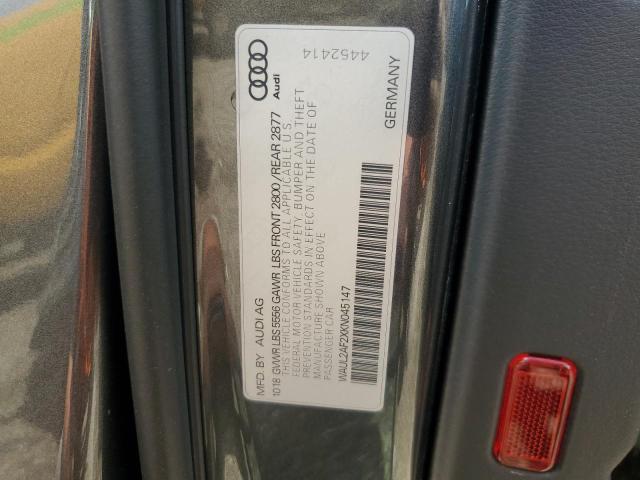 MFD. BY AUDI AG
1018 GVWR LBS 5556 GAWR LBS FRONT 2800 / REAR 2877
THIS VEHICLE CONFORMS TO ALL APPLICABLE U S
FEDERAL MOTOR VEHICLE SAFETY, BUMPER AND THEFT
PREVENTION STANDARDS IN EFFECT ON THE DATE OF
MANUFACTURE SHOWN ABOVE
PASSENGER CAR
WAUL2AF2XKN045147
GERMANY
Audi
4452414